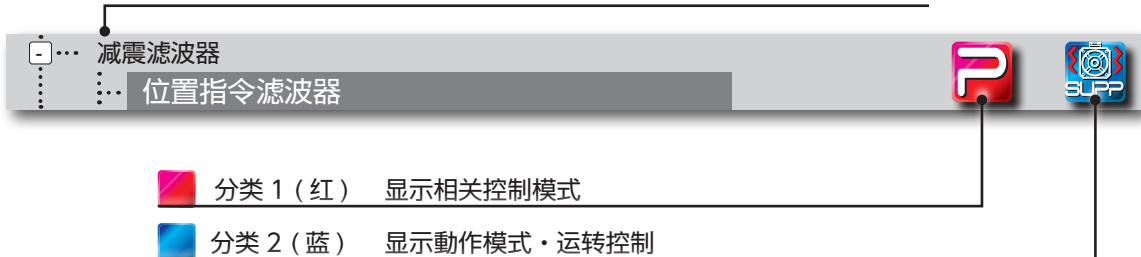 减震滤波器
位置指令滤波器
P
SUPP
分类 1 ( 红 ) 显示相关控制模式
分类 2 ( 蓝 ) 显示動作模式・运转控制